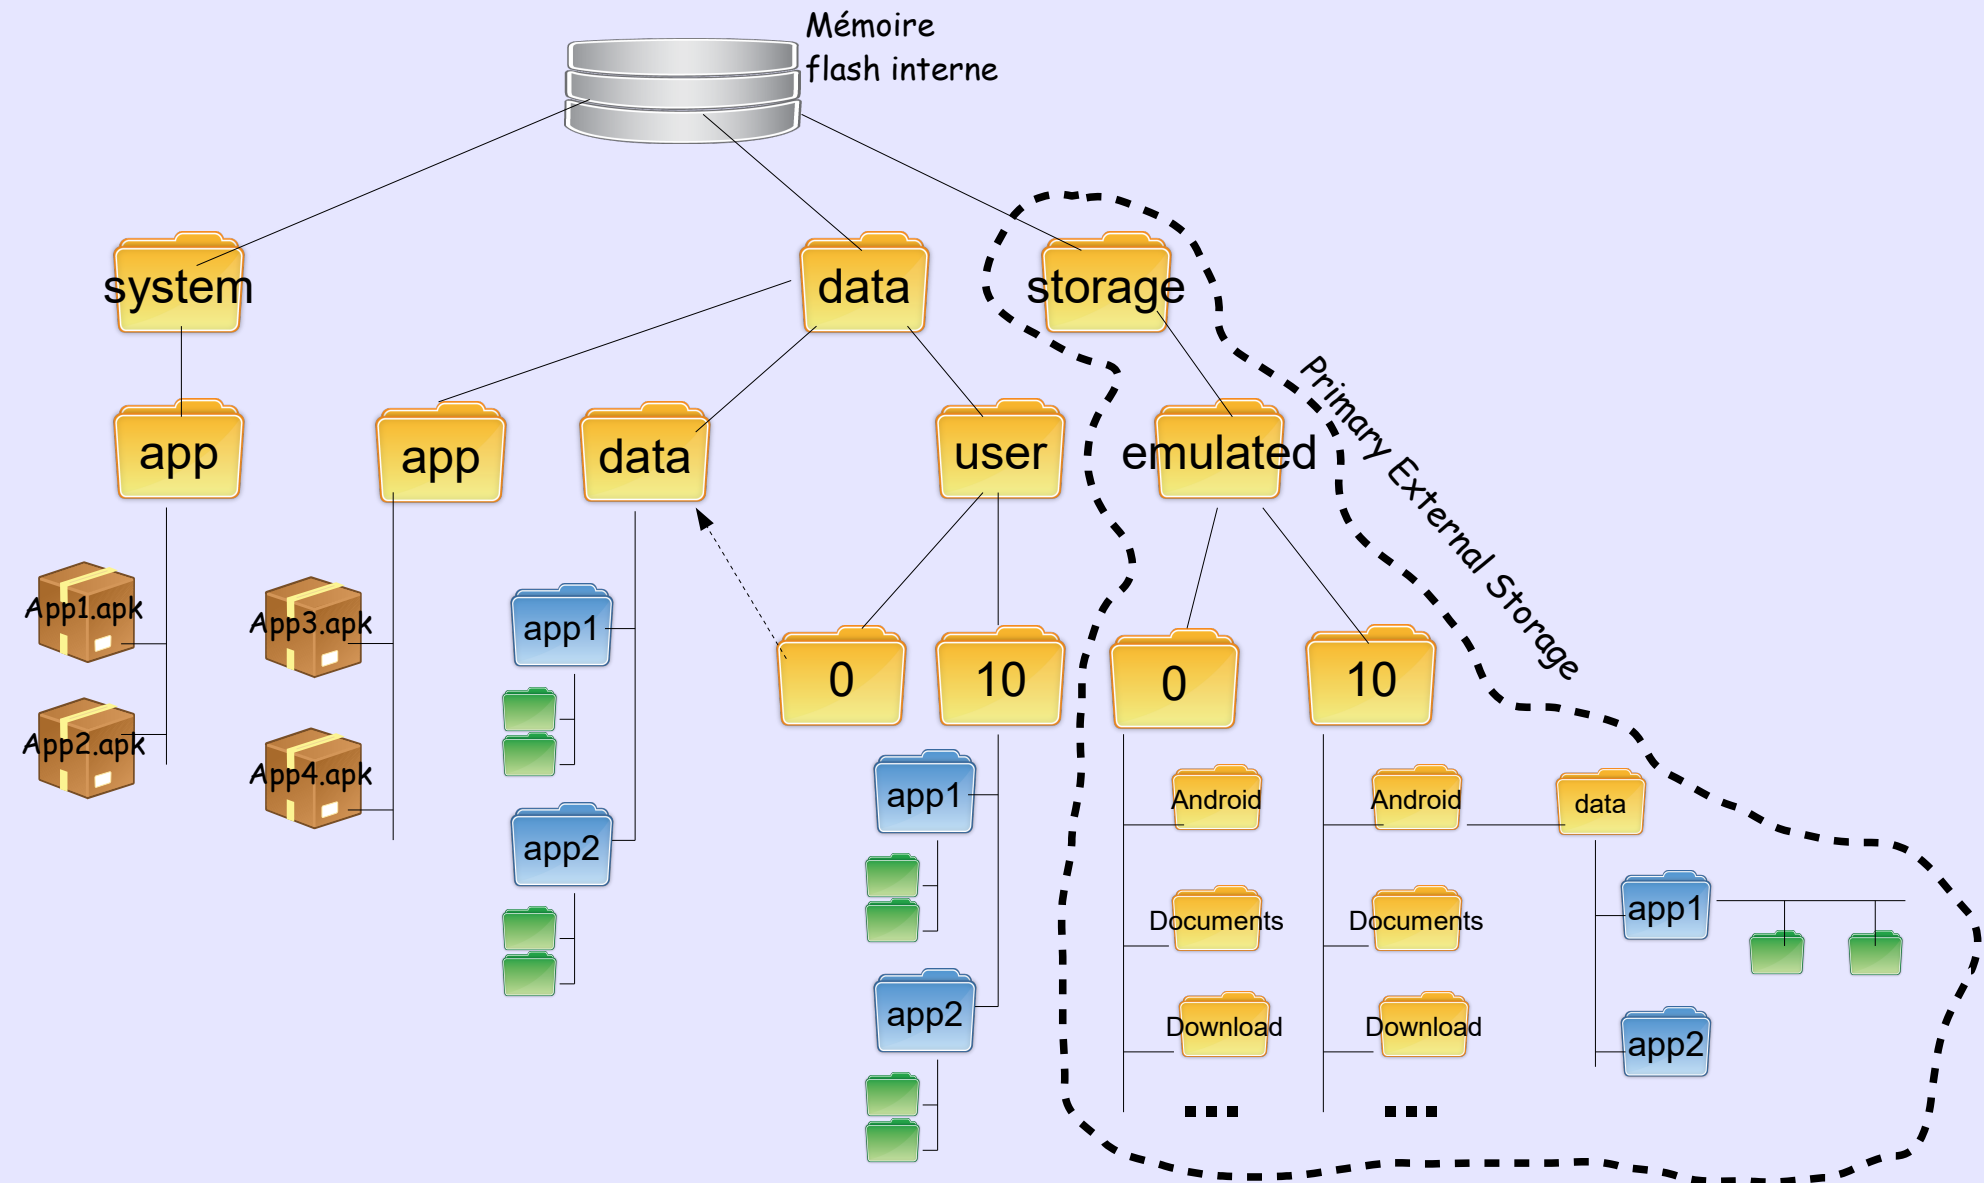 Mémoire
flash interne
system
data
storage
Primary External Storage
app
app
data
user
emulated
App1.apk
App3.apk
app1
0
10
0
10
App2.apk
App4.apk
app2
app1
app2
Android
Android
data
Documents
Documents
app1
Download
Download
app2